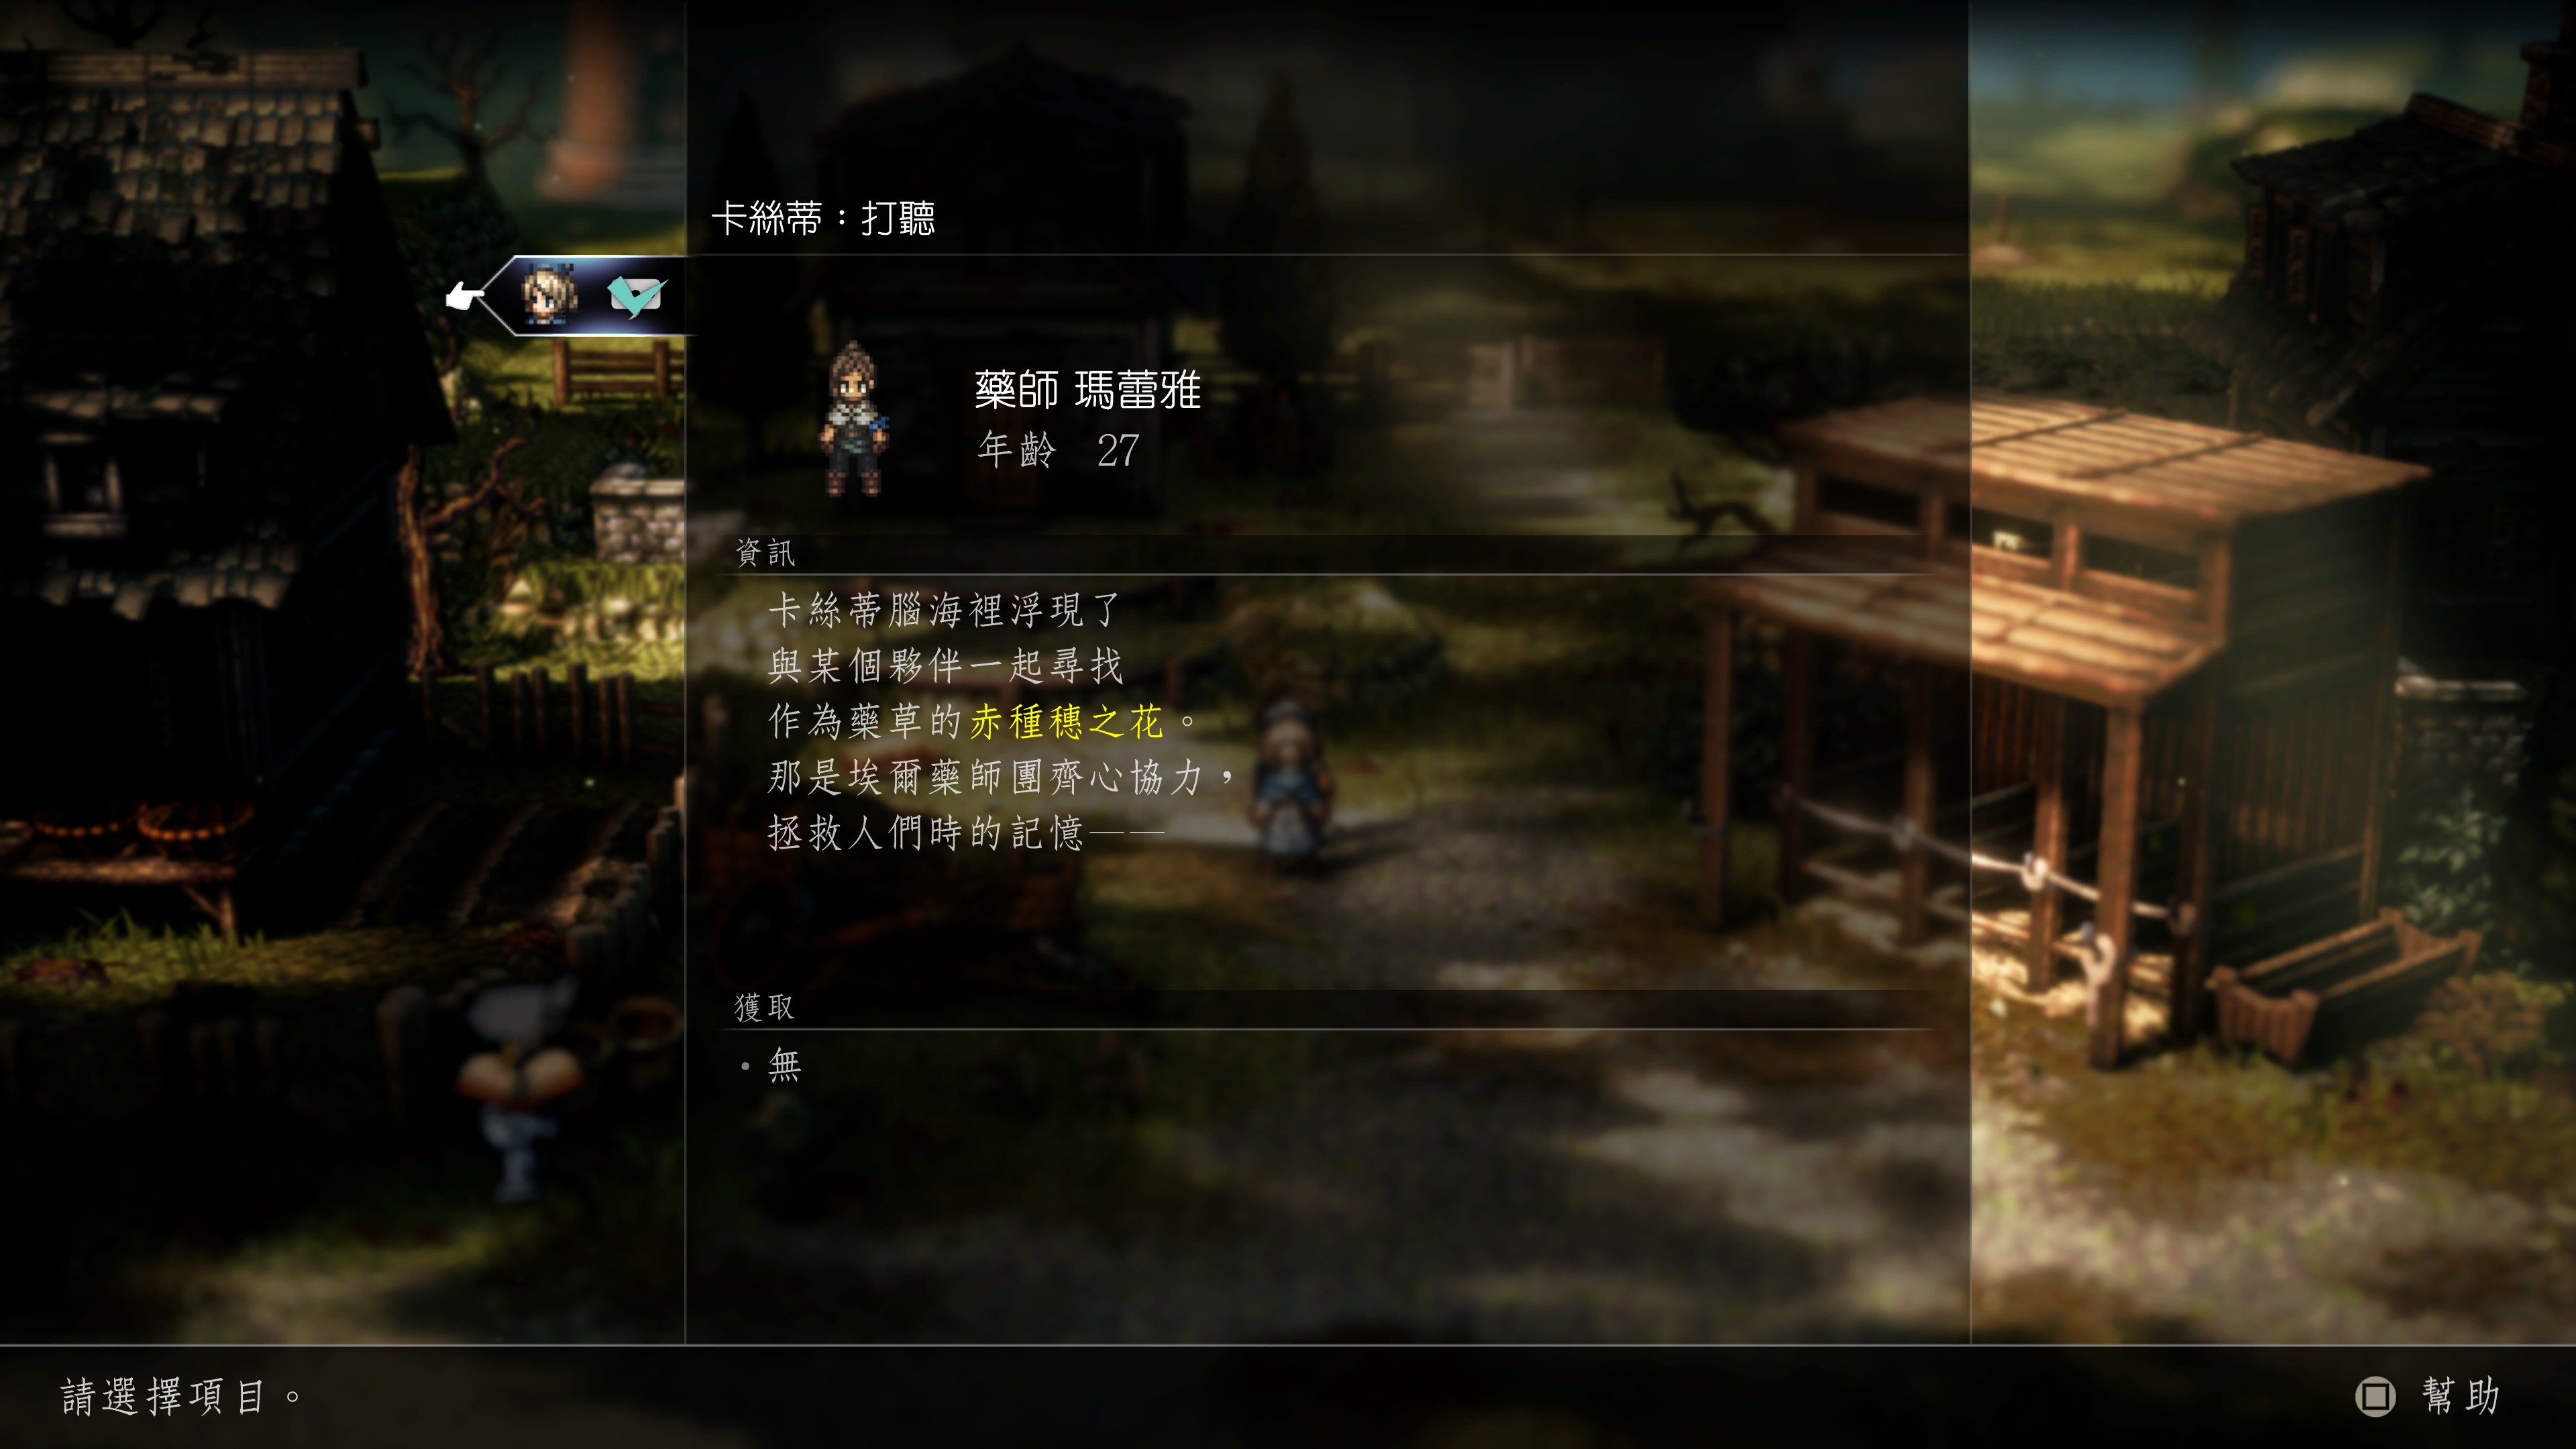 卡絲蒂：打聽
藥師 瑪蕾雅
年齡 27
資訊
卡絲蒂腦海裡浮現了
與某個夥伴一起尋找
作為藥草的赤種穗之花。
那是埃爾藥師團齊心協力，
拯救人們時的記憶——
獲取
・無
請選擇項目。
幫助